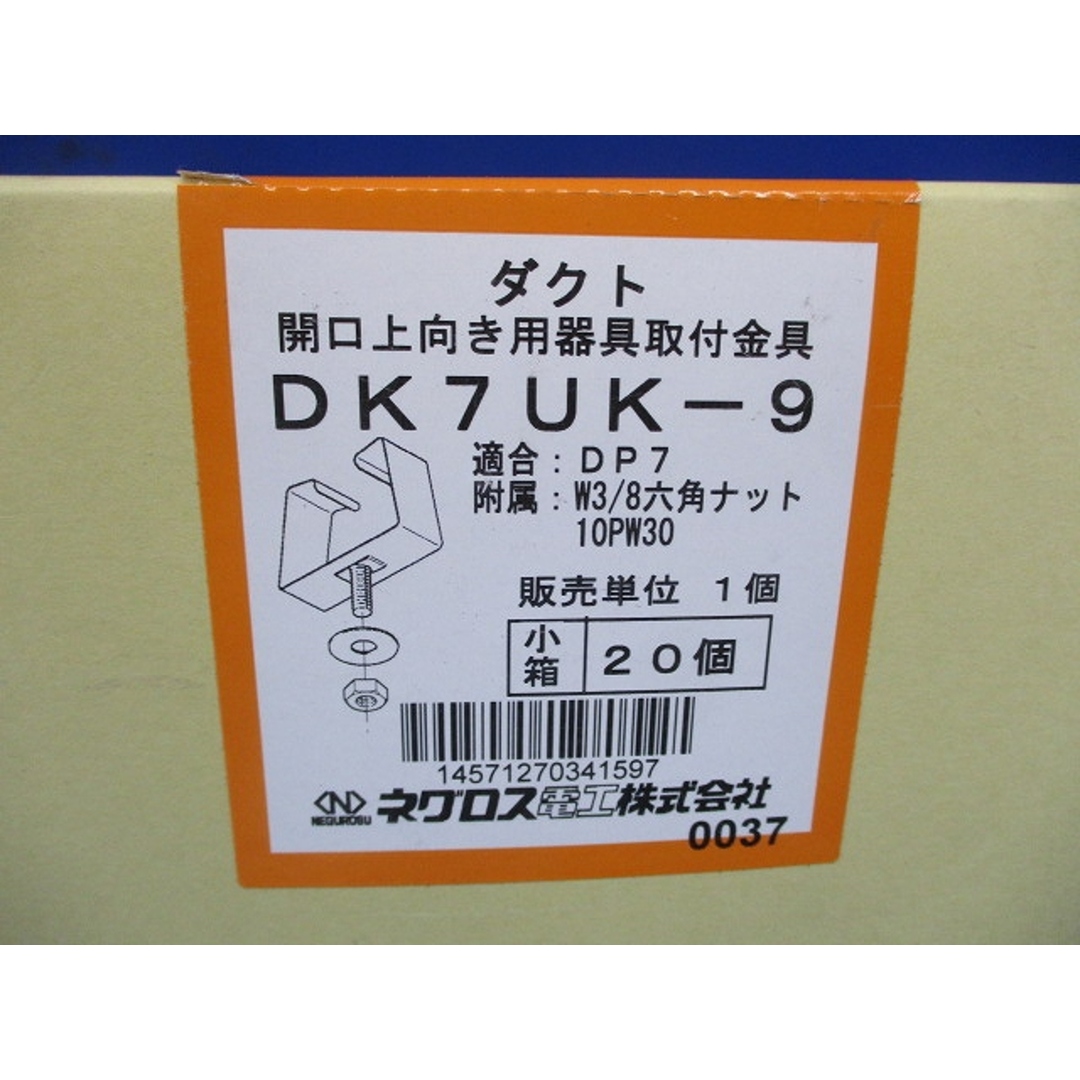 ダクト
開口上向き用器具取付金具
DK7UK-9
適合：DP7
附属：W3/8六角ナット
10PW30
販売単位 1個
小箱 20個
14571270341597
NEGUROSU ネグロス電工株式会社
0037